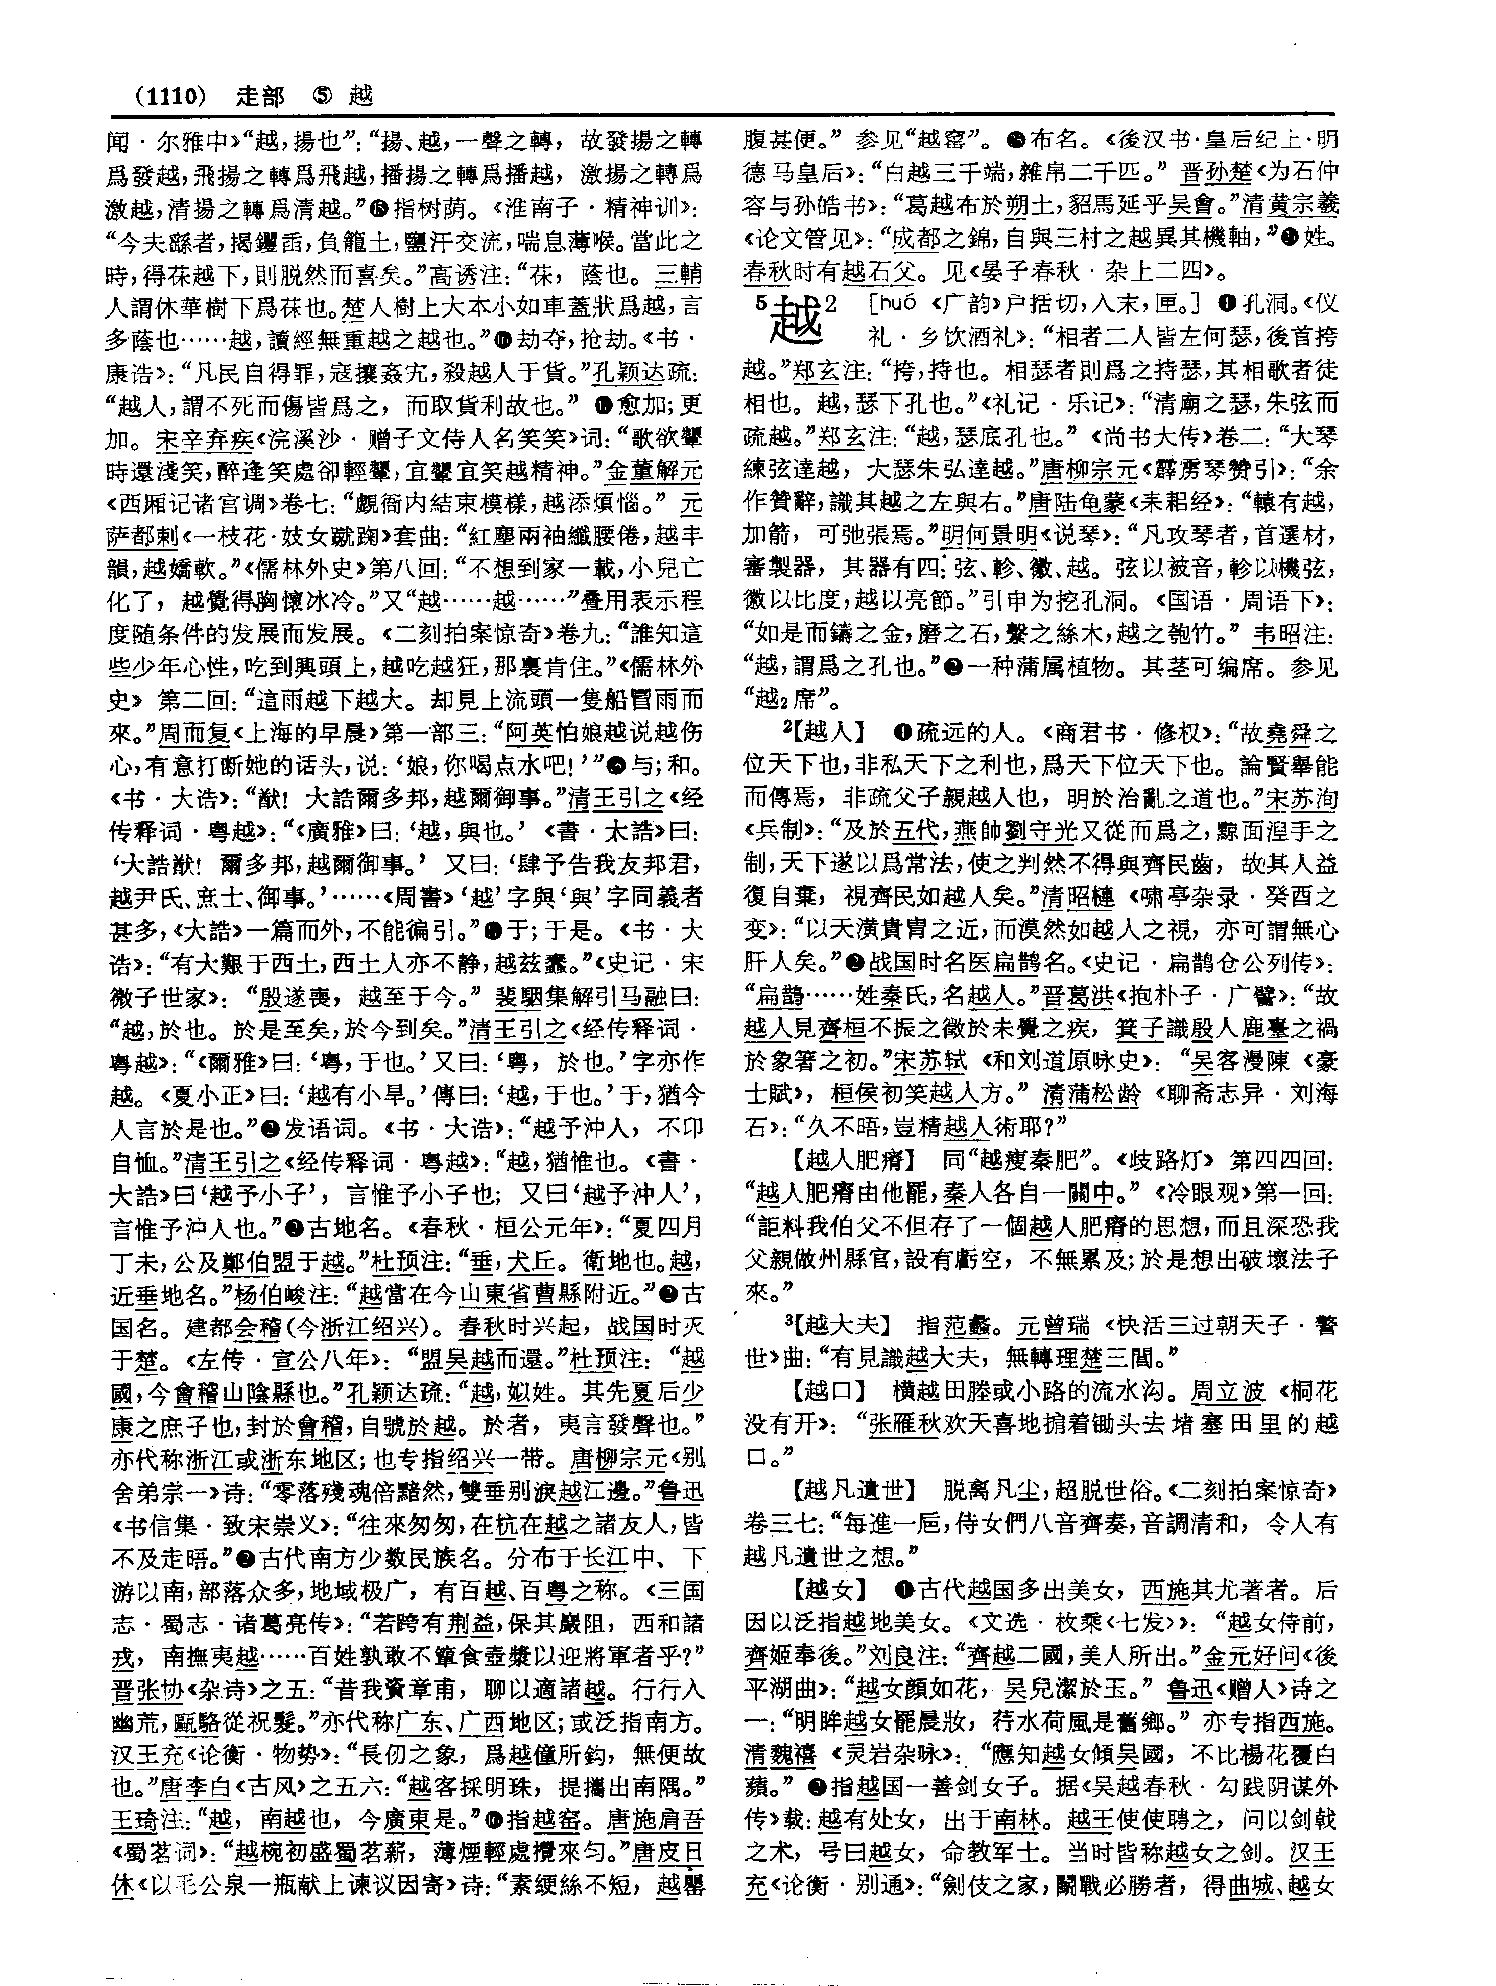 (1110) 走部 ⑤ 越
闻·尔雅中》“越，揚也”：“揚、越，一聲之轉，故發揚之轉
爲發越，飛揚之轉爲飛越，播揚之轉爲播越，激揚之轉爲
激越，清揚之轉爲清越。”⓯指树荫。《淮南子·精神训》：
“今夫繇者，揭钁臿，負籠土，鹽汗交流，喘息薄喉。當此之
時，得茠越下，則脱然而喜矣。”高诱注：“茠，蔭也。三輔
人謂休華樹下爲茠也。楚人樹上大本小如車蓋狀爲越，言
多蔭也……越，讀經無重越之越也。”⓰劫夺，抢劫。《书·
康诰》：“凡民自得罪，寇攘姦宄，殺越人于貨。”孔颖达疏：
“越人，謂不死而傷皆爲之，而取貨利故也。”⓱愈加；更
加。宋辛弃疾《浣溪沙·赠子文侍人名笑笑》词：“歌欲顰
時還淺笑，醉逢笑處卻輕顰，宜顰宜笑越精神。”金董解元
《西厢记诸宫调》卷七：“覷衙内結束模樣，越添煩惱。”元
萨都剌《一枝花·妓女蹴踘》套曲：“紅塵兩袖纖腰倦，越丰
韻，越嬌軟。”《儒林外史》第八回：“不想到家一載，小兒亡
化了，越覺得胸懷冰冷。”又“越……越……”叠用表示程
度随条件的发展而发展。《二刻拍案惊奇》卷九：“誰知這
些少年心性，吃到興頭上，越吃越狂，那裏肯住。”《儒林外
史》第二回：“這雨越下越大。却見上流頭一隻船冒雨而
來。”周而复《上海的早晨》第一部三：“阿英怕娘越说越伤
心，有意打断她的话头，说：‘娘，你喝点水吧！’”⓲与；和。
《书·大诰》：“猷！大誥爾多邦，越爾御事。”清王引之《经
传释词·粤越》：“《廣雅》曰：‘越，與也。’《書·大誥》曰：
‘大誥猷！爾多邦，越爾御事。’又曰：‘肆予告我友邦君，
越尹氏、庶士、御事。’……《周書》‘越’字與‘與’字同義者
甚多，《大誥》一篇而外，不能徧引。”⓳于；于是。《书·大
诰》：“有大艱于西土，西土人亦不静，越兹蠢。”《史记·宋
微子世家》：“殷遂喪，越至于今。”裴駰集解引马融曰：
“越，於也。於是至矣，於今到矣。”清王引之《经传释词·
粤越》：“《爾雅》曰：‘粤，于也。’又曰：‘粤，於也。’字亦作
越。《夏小正》曰：‘越有小旱。’傳曰：‘越，于也。’于，猶今
人言於是也。”⓴发语词。《书·大诰》：“越予沖人，不卬
自恤。”清王引之《经传释词·粤越》：“越，猶惟也。《書·
大誥》曰‘越予小子’，言惟予小子也；又曰‘越予沖人’，
言惟予沖人也。”古地名。《春秋·桓公元年》：“夏四月
丁未，公及鄭伯盟于越。”杜预注：“垂，犬丘。衛地也。越，
近垂地名。”杨伯峻注：“越當在今山東省曹縣附近。”古
国名。建都会稽（今浙江绍兴）。春秋时兴起，战国时灭
于楚。《左传·宣公八年》：“盟吴越而還。”杜预注：“越
國，今會稽山陰縣也。”孔颖达疏：“越，姒姓。其先夏后少
康之庶子也，封於會稽，自號於越。於者，夷言發聲也。”
亦代称浙江或浙东地区；也专指绍兴一带。唐柳宗元《别
舍弟宗一》诗：“零落殘魂倍黯然，雙垂别淚越江邊。”鲁迅
《书信集·致宋崇义》：“往來匆匆，在杭在越之諸友人，皆
不及走晤。”古代南方少数民族名。分布于长江中、下
游以南，部落众多，地域极广，有百越、百粤之称。《三国
志·蜀志·诸葛亮传》：“若跨有荆益，保其巖阻，西和諸
戎，南撫夷越……百姓孰敢不簞食壺漿以迎將軍者乎？”
晋张协《杂诗》之五：“昔我資章甫，聊以適諸越。行行入
幽荒，甌駱從祝髮。”亦代称广东、广西地区；或泛指南方。
汉王充《论衡·物势》：“長仞之象，爲越僮所鈎，無便故
也。”唐李白《古风》之五六：“越客採明珠，提攜出南隅。”
王琦注：“越，南越也，今廣東是。”指越窑。唐施肩吾
《蜀茗词》：“越椀初盛蜀茗新，薄煙輕處攪來匀。”唐皮日
休《以毛公泉一瓶献上谏议因寄》诗：“素綆絲不短，越罌
腹甚便。”参见“越窑”。布名。《後汉书·皇后纪上·明
德马皇后》：“白越三千端，雜帛二千匹。”晋孙楚《为石仲
容与孙皓书》：“葛越布於朔土，貂馬延乎吴會。”清黄宗羲
《论文管见》：“成都之錦，自與三村之越異其機軸，”姓。
春秋时有越石父。见《晏子春秋·杂上二四》。
5越2 ［huó《广韵》户括切，入末，匣。］❶孔洞。《仪
礼·乡饮酒礼》：“相者二人皆左何瑟，後首挎
越。”郑玄注：“挎，持也。相瑟者則爲之持瑟，其相歌者徒
相也。越，瑟下孔也。”《礼记·乐记》：“清廟之瑟，朱弦而
疏越。”郑玄注：“越，瑟底孔也。”《尚书大传》卷二：“大琴
練弦達越，大瑟朱弘達越。”唐柳宗元《霹雳琴赞引》：“余
作贊辭，識其越之左與右。”唐陆龟蒙《耒耜经》：“轅有越，
加箭，可弛張焉。”明何景明《说琴》：“凡攻琴者，首選材，
審製器，其器有四：弦、軫、徽、越。弦以被音，軫以機弦，
徽以比度，越以亮節。”引申为挖孔洞。《国语·周语下》：
“如是而鑄之金，磨之石，繫之絲木，越之匏竹。”韦昭注：
“越，謂爲之孔也。”❷一种蒲属植物。其茎可编席。参见
“越2席”。
2【越人】 ❶疏远的人。《商君书·修权》：“故堯舜之
位天下也，非私天下之利也，爲天下位天下也。論賢舉能
而傳焉，非疏父子親越人也，明於治亂之道也。”宋苏洵
《兵制》：“及於五代，燕帥劉守光又從而爲之，黥面涅手之
制，天下遂以爲常法，使之判然不得與齊民齒，故其人益
復自棄，視齊民如越人矣。”清昭槤《啸亭杂录·癸酉之
变》：“以天潢貴胄之近，而漠然如越人之視，亦可謂無心
肝人矣。”❷战国时名医扁鹊名。《史记·扁鹊仓公列传》：
“扁鵲……姓秦氏，名越人。”晋葛洪《抱朴子·广譬》：“故
越人見齊桓不振之徵於未覺之疾，箕子識殷人鹿臺之禍
於象箸之初。”宋苏轼《和刘道原咏史》：“吴客漫陳《豪
士賦》，桓侯初笑越人方。”清蒲松龄《聊斋志异·刘海
石》：“久不晤，豈精越人術耶？”
【越人肥瘠】 同“越瘦秦肥”。《歧路灯》第四四回：
“越人肥瘠由他罷，秦人各自一關中。”《冷眼观》第一回：
“詎料我伯父不但存了一個越人肥瘠的思想，而且深恐我
父親做州縣官，設有虧空，不無累及；於是想出破壞法子
來。”
3【越大夫】 指范蠡。元曾瑞《快活三过朝天子·警
世》曲：“有見識越大夫，無轉理楚三閭。”
【越口】 横越田塍或小路的流水沟。周立波《桐花
没有开》：“张雁秋欢天喜地掮着锄头去堵塞田里的越
口。”
【越凡遺世】 脱离凡尘，超脱世俗。《二刻拍案惊奇》
卷三七：“每進一巵，侍女們八音齊奏，音調清和，令人有
越凡遺世之想。”
【越女】 ❶古代越国多出美女，西施其尤著者。后
因以泛指越地美女。《文选·枚乘〈七发〉》：“越女侍前，
齊姬奉後。”刘良注：“齊越二國，美人所出。”金元好问《後
平湖曲》：“越女顏如花，吴兒潔於玉。”鲁迅《赠人》诗之
一：“明眸越女罷晨妝，荇水荷風是舊鄉。”亦专指西施。
清魏禧《灵岩杂咏》：“應知越女傾吴國，不比楊花覆白
蘋。”❷指越国一善剑女子。据《吴越春秋·勾践阴谋外
传》载：越有处女，出于南林。越王使使聘之，问以剑戟
之术，号曰越女，命教军士。当时皆称越女之剑。汉王
充《论衡·别通》：“劍伎之家，鬭戰必勝者，得曲城、越女